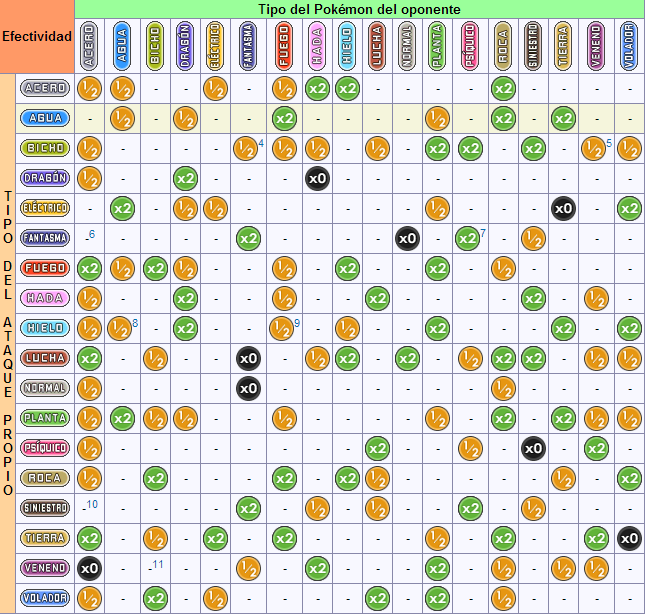 Efectividad
Tipo del Pokémon del oponente
ACERO AGUA BICHO DRAGÓN ELÉCTRICO FANTASMA FUEGO HADA HIELO LUCHA NORMAL PLANTA PSÍQUICO ROCA SINIESTRO TIERRA VENENO VOLADOR
TIPO DEL ATAQUE PROPIO
ACERO ½ ½ - - ½ - ½ x2 x2 - - - - x2 - - - -
AGUA - ½ - ½ - - x2 - - - - ½ - x2 - x2 - -
BICHO ½ - - - - ½4 ½ ½ - ½ - x2 x2 - x2 - ½5 ½
DRAGÓN ½ - - x2 - - - x0 - - - - - - - - - -
ELÉCTRICO - x2 - ½ ½ - - - - - - ½ - - - x0 - x2
FANTASMA -6 - - - - x2 - - - - x0 - x27 - ½ - - -
FUEGO x2 ½ x2 ½ - - ½ - x2 - - x2 - ½ - - - -
HADA ½ - - x2 - - ½ - - x2 - - - - x2 - ½ -
HIELO ½ ½8 - x2 - - ½9 - ½ - - x2 - - - x2 - x2
LUCHA x2 - ½ - - x0 - ½ x2 - x2 - ½ x2 x2 - ½ ½
NORMAL ½ - - - - x0 - - - - - - - ½ - - - -
PLANTA ½ x2 ½ ½ - - ½ - - - - ½ - x2 - x2 ½ ½
PSÍQUICO ½ - - - - - - - - x2 - - ½ - x0 - x2 -
ROCA ½ - x2 - - - x2 - x2 ½ - - - - - ½ - x2
SINIESTRO -10 - - - - x2 - ½ - ½ - - x2 - ½ - - -
TIERRA x2 - ½ - x2 - x2 - - - - ½ - x2 - - x2 x0
VENENO x0 - -11 - - ½ - x2 - - - x2 - ½ - ½ ½ -
VOLADOR ½ - x2 - ½ - - - - x2 - x2 - ½ - - - -